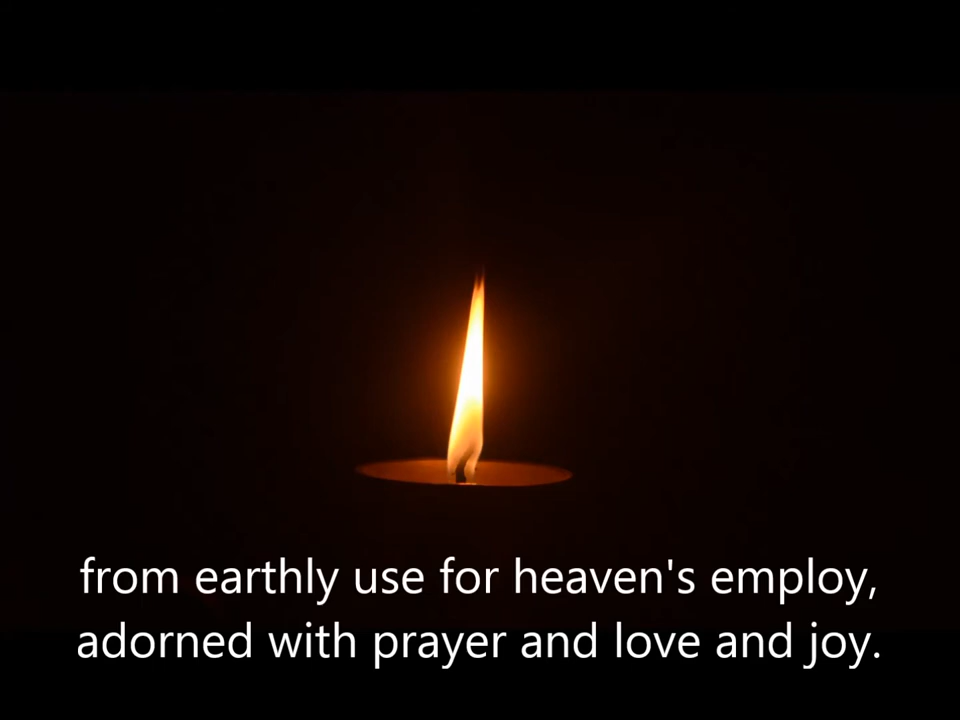 from earthly use for heaven's employ,
adorned with prayer and love and joy.